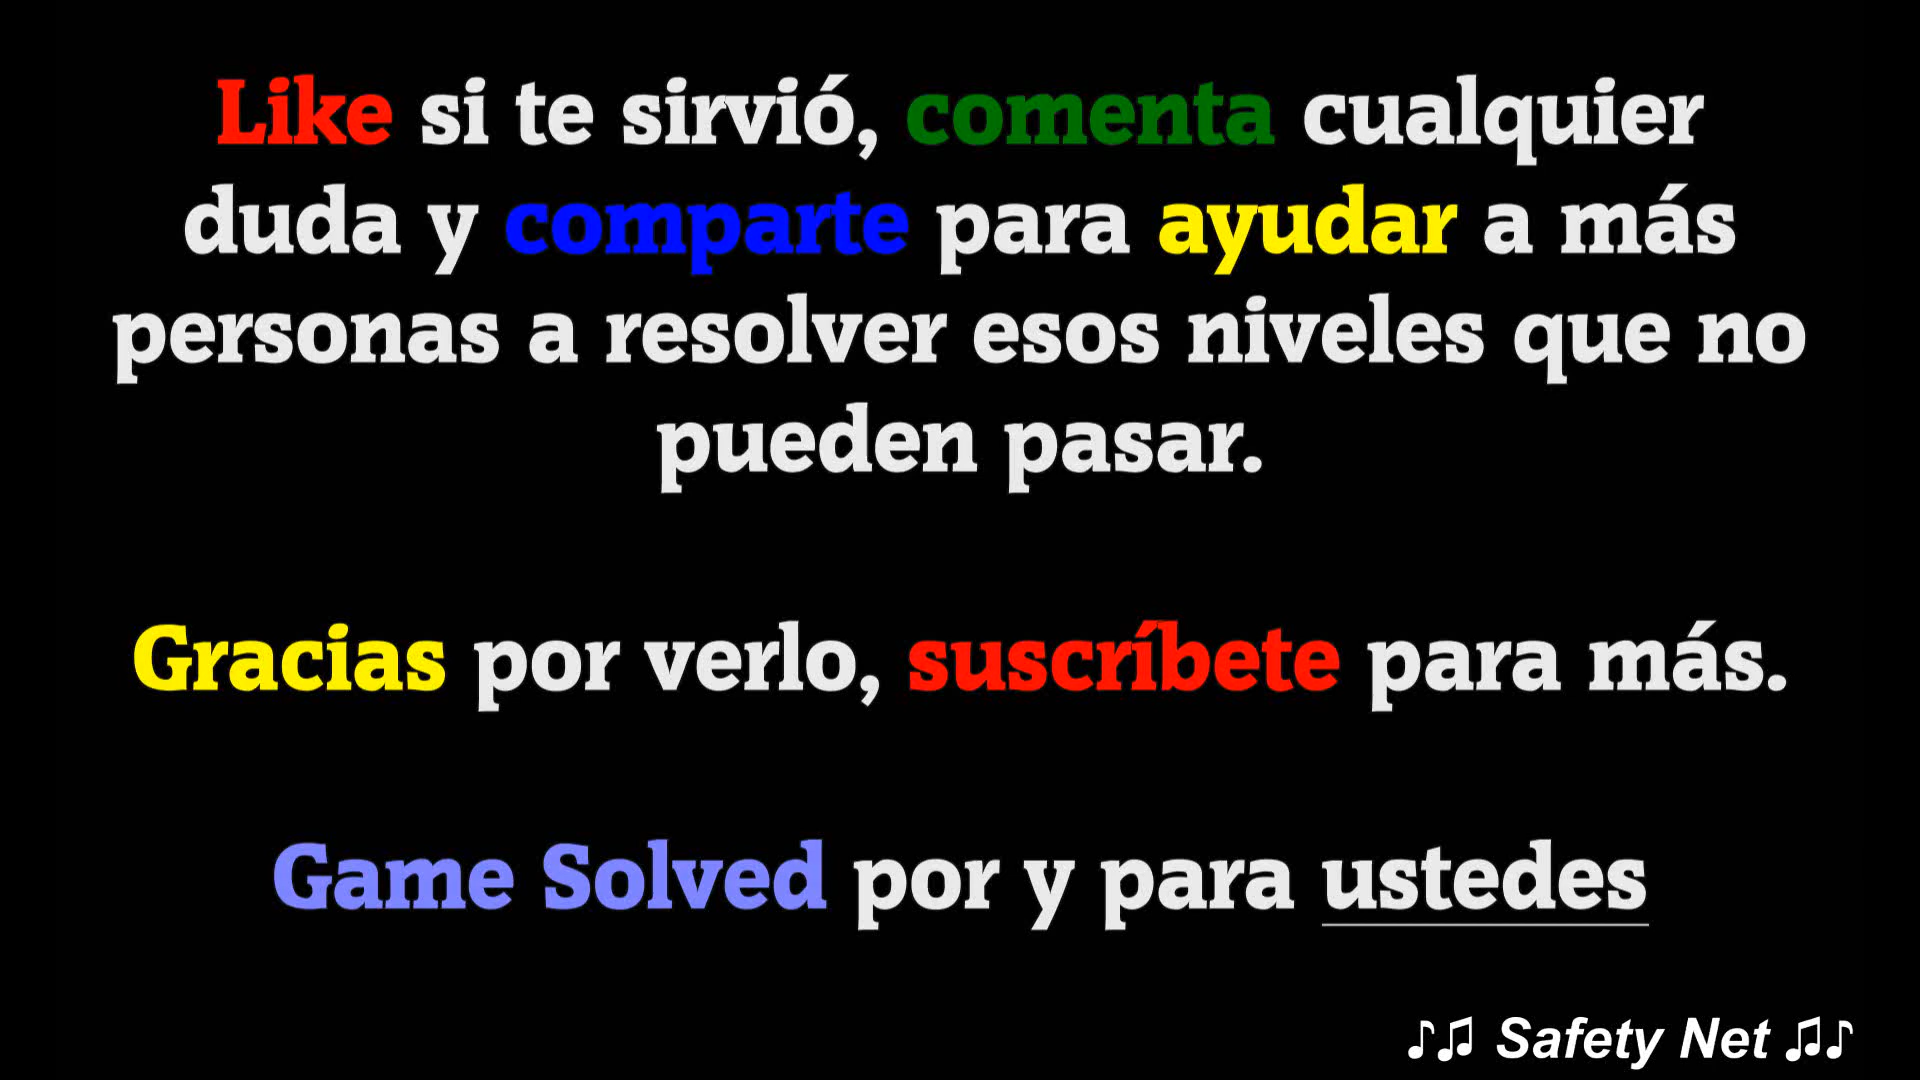 Like si te sirvió, comenta cualquier
duda y comparte para ayudar a más
personas a resolver esos niveles que no
pueden pasar.
Gracias por verlo, suscríbete para más.
Game Solved por y para ustedes
♪♫ Safety Net ♫♪